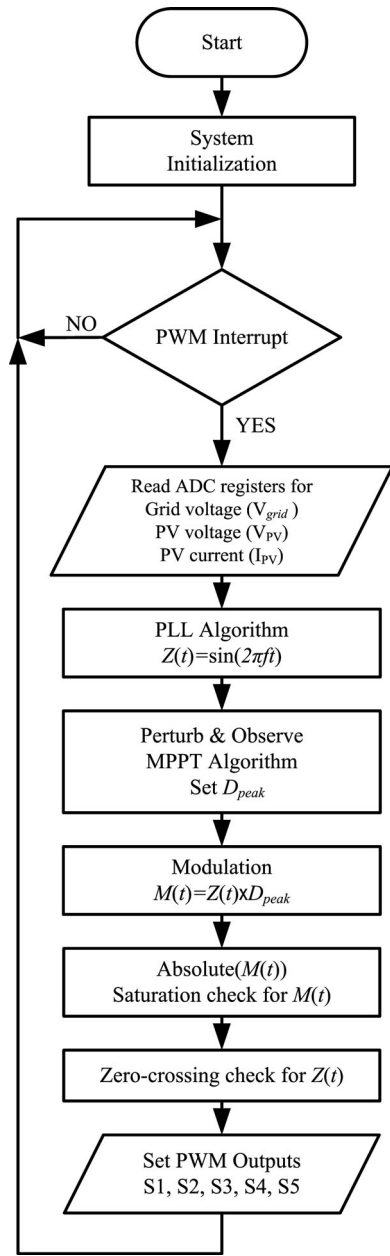 Start
System
Initialization
NO
PWM Interrupt
YES
Read ADC registers for
Grid voltage (Vgrid )
PV voltage (VPV)
PV current (IPV)
PLL Algorithm
Z(t)=sin(2πft)
Perturb & Observe
MPPT Algorithm
Set Dpeak
Modulation
M(t)=Z(t)xDpeak
Absolute(M(t))
Saturation check for M(t)
Zero-crossing check for Z(t)
Set PWM Outputs
S1, S2, S3, S4, S5